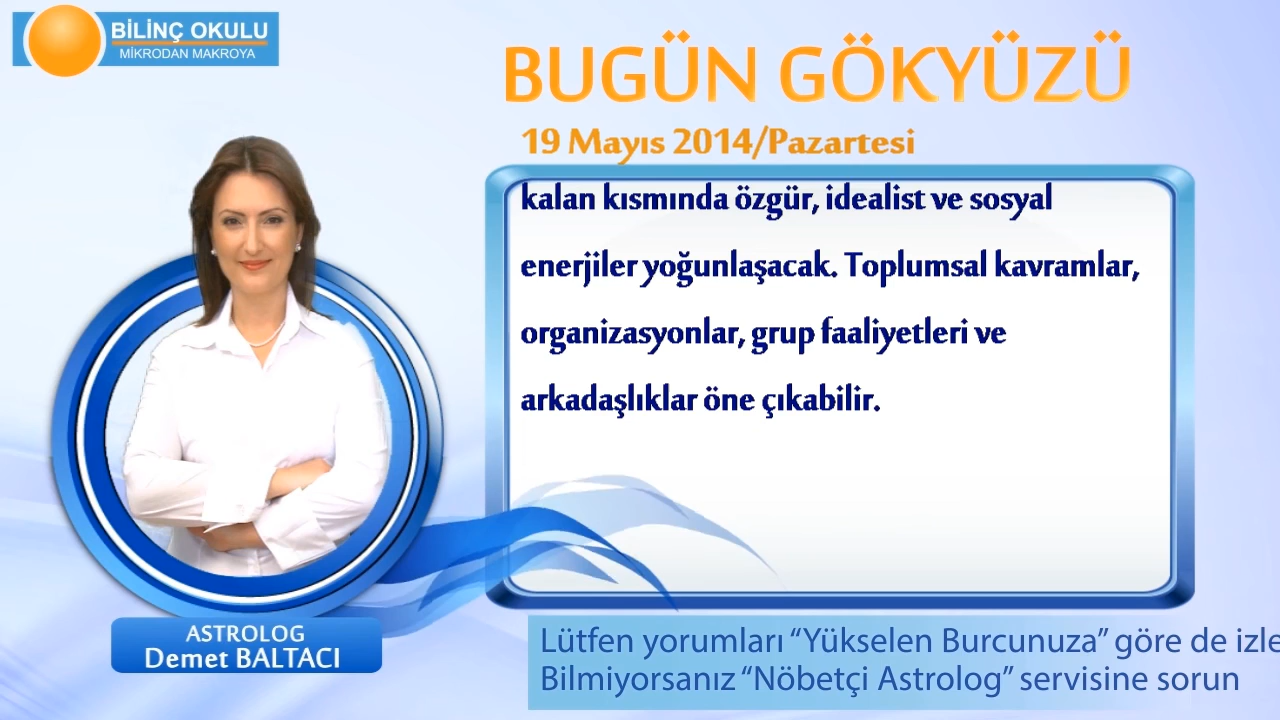 BİLİNÇ OKULU
MİKRODAN MAKROYA
BUGÜN GÖKYÜZÜ
19 Mayıs 2014/Pazartesi
kalan kısmında özgür, idealist ve sosyal
enerjiler yoğunlaşacak. Toplumsal kavramlar,
organizasyonlar, grup faaliyetleri ve
arkadaşlıklar öne çıkabilir.
ASTROLOG
Demet BALTACI
Lütfen yorumları “Yükselen Burcunuza” göre de izle
Bilmiyorsanız “Nöbetçi Astrolog” servisine sorun